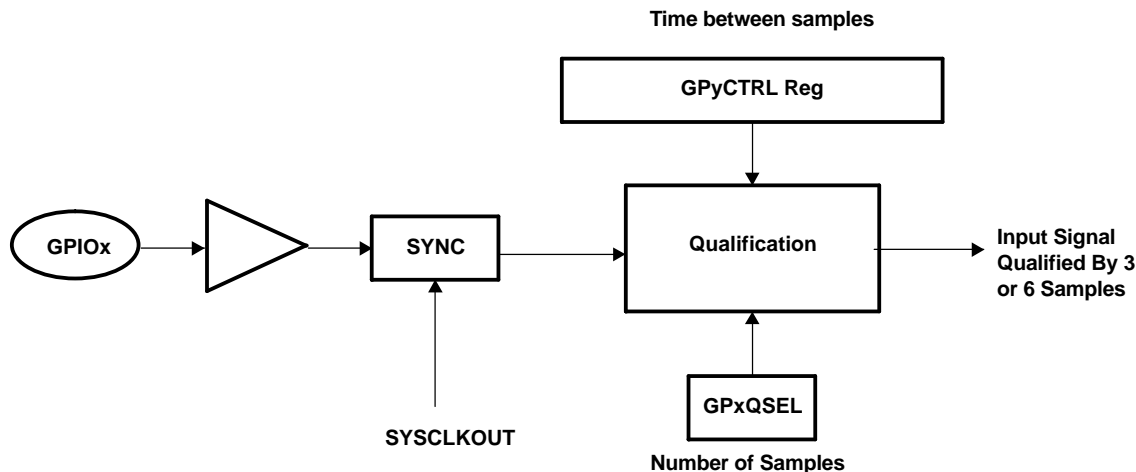 Time between samples
GPyCTRL Reg
GPIOx
SYNC
Qualification
Input Signal
Qualified By 3
or 6 Samples
GPxQSEL
SYSCLKOUT
Number of Samples